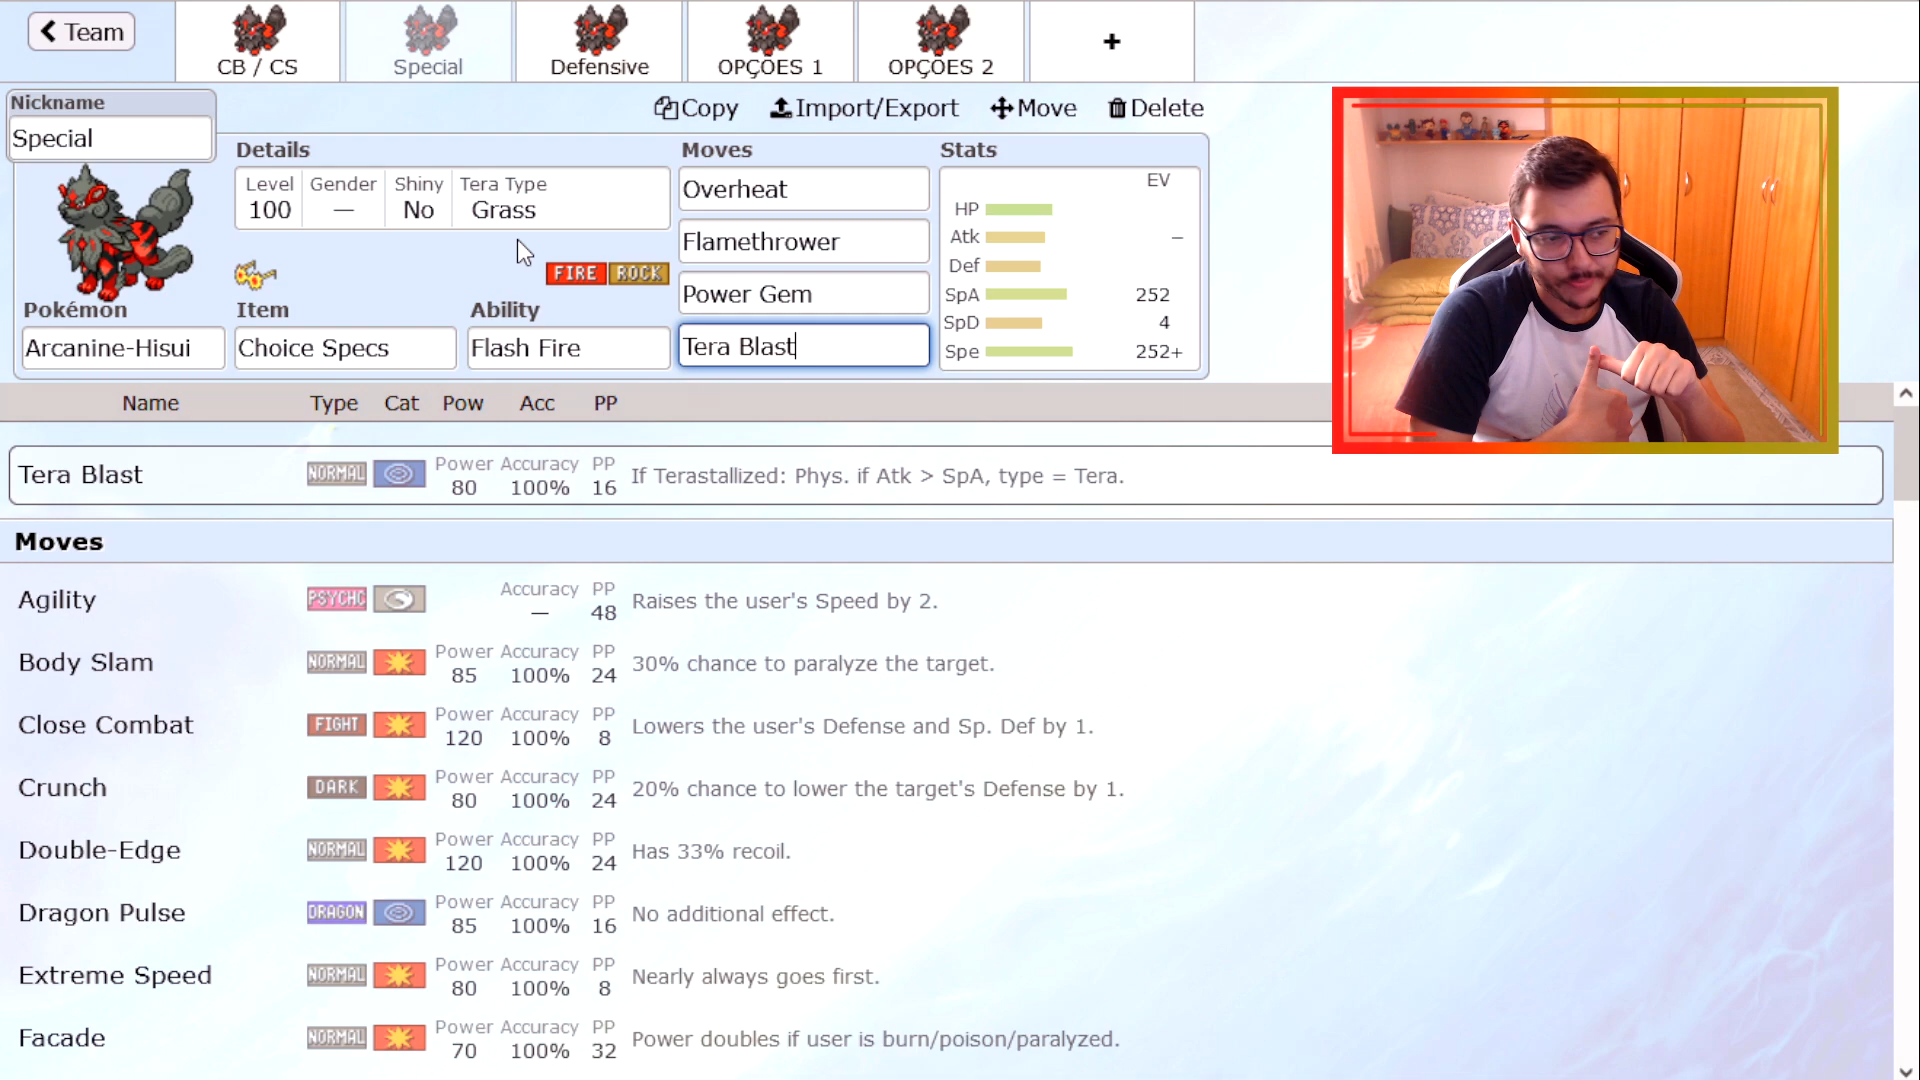 Team
CB / CS
Special
Defensive
OPÇÕES 1
OPÇÕES 2
+
Nickname
Special
Copy
Import/Export
Move
Delete
Details
Moves
Stats
Level
Gender
Shiny
Tera Type
100
—
No
Grass
FIRE ROCK
Pokémon
Item
Ability
Arcanine-Hisui
Choice Specs
Flash Fire
Overheat
Flamethrower
Power Gem
Tera Blast
EV
HP
Atk –
Def
SpA 252
SpD 4
Spe 252+
Name Type Cat Pow Acc PP
Tera Blast NORMAL Power 80 Accuracy 100% PP 16 If Terastallized: Phys. if Atk > SpA, type = Tera.
Moves
Agility PSYCHC Accuracy — PP 48 Raises the user's Speed by 2.
Body Slam NORMAL Power 85 Accuracy 100% PP 24 30% chance to paralyze the target.
Close Combat FIGHT Power 120 Accuracy 100% PP 8 Lowers the user's Defense and Sp. Def by 1.
Crunch DARK Power 80 Accuracy 100% PP 24 20% chance to lower the target's Defense by 1.
Double-Edge NORMAL Power 120 Accuracy 100% PP 24 Has 33% recoil.
Dragon Pulse DRAGON Power 85 Accuracy 100% PP 16 No additional effect.
Extreme Speed NORMAL Power 80 Accuracy 100% PP 8 Nearly always goes first.
Facade NORMAL Power 70 Accuracy 100% PP 32 Power doubles if user is burn/poison/paralyzed.